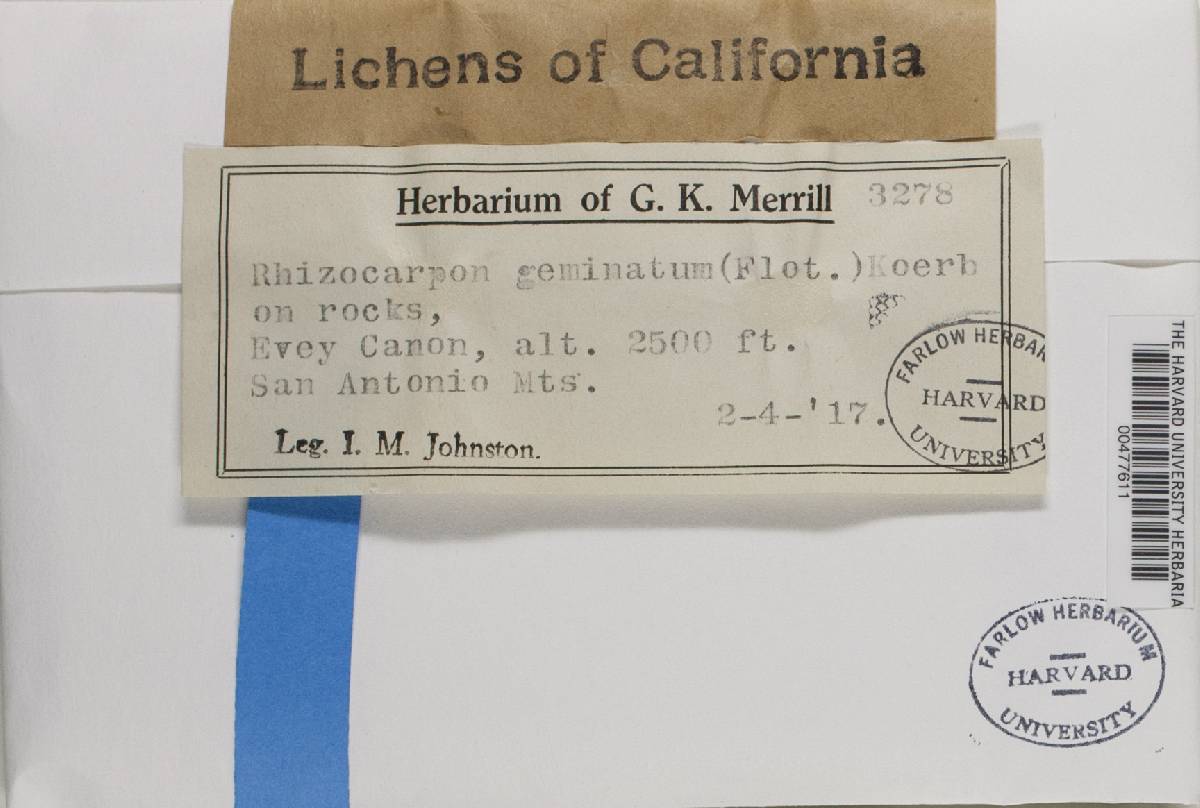 Lichens of California
Herbarium of G. K. Merrill 3278
Rhizocarpon geminatum (Flot.) Koerb
on rocks,
Evey Canon, alt. 2500 ft.
San Antonio Mts.
2-4-'17.
Leg. I. M. Johnston.
FARLOW HERBAR
HARVARD
UNIVERSITY
THE HARVARD UNIVERSITY HERBARIA
00477611
FARLOW HERBARIUM
HARVARD
UNIVERSITY